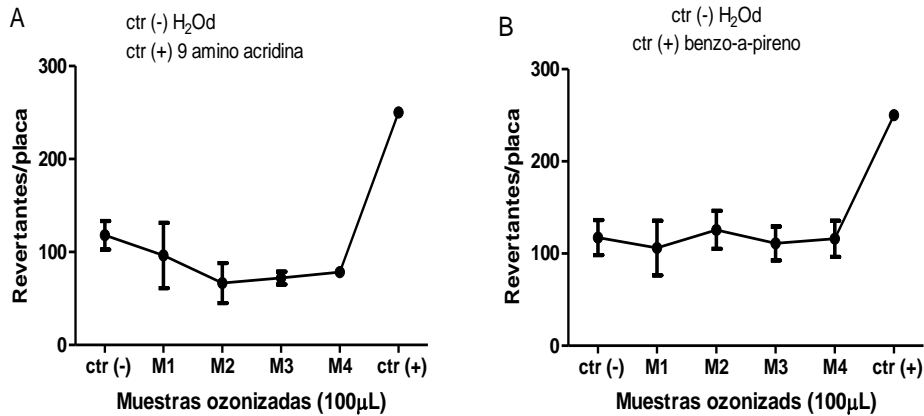 A
ctr (-) H₂Od
ctr (+) 9 amino acridina
300
200
100
0
Revertantes/placa
ctr (-) M1 M2 M3 M4 ctr (+)
Muestras ozonizadas (100µL)
B
ctr (-) H₂Od
ctr (+) benzo-a-pireno
300
200
100
0
Revertantes/placa
ctr (-) M1 M2 M3 M4 ctr (+)
Muestras ozonizads (100µL)